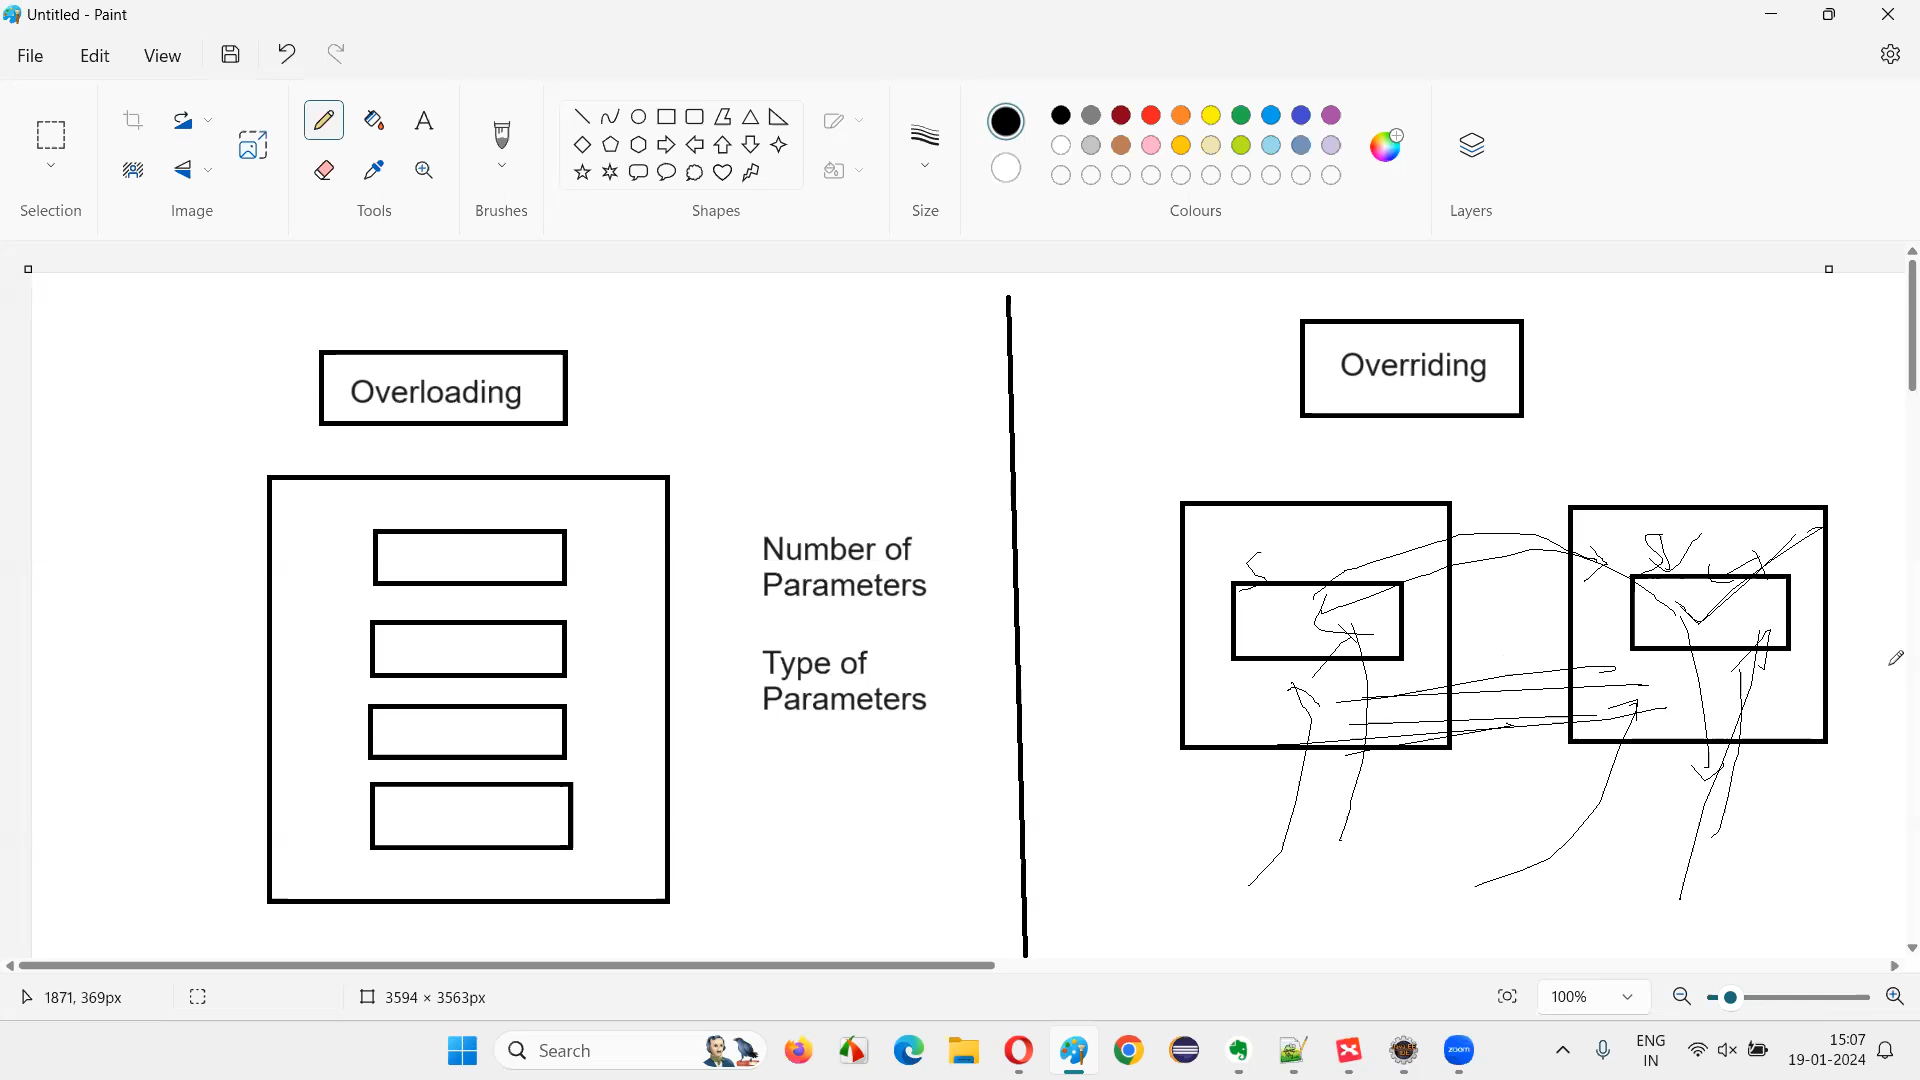 Untitled - Paint
File Edit View
Selection Image Tools Brushes Shapes Size Colours Layers
Overloading
Number of
Parameters
Type of
Parameters
Overriding
1871, 369px 3594 × 3563px 100%
Search
zoom
ENG
IN
15:07
19-01-2024